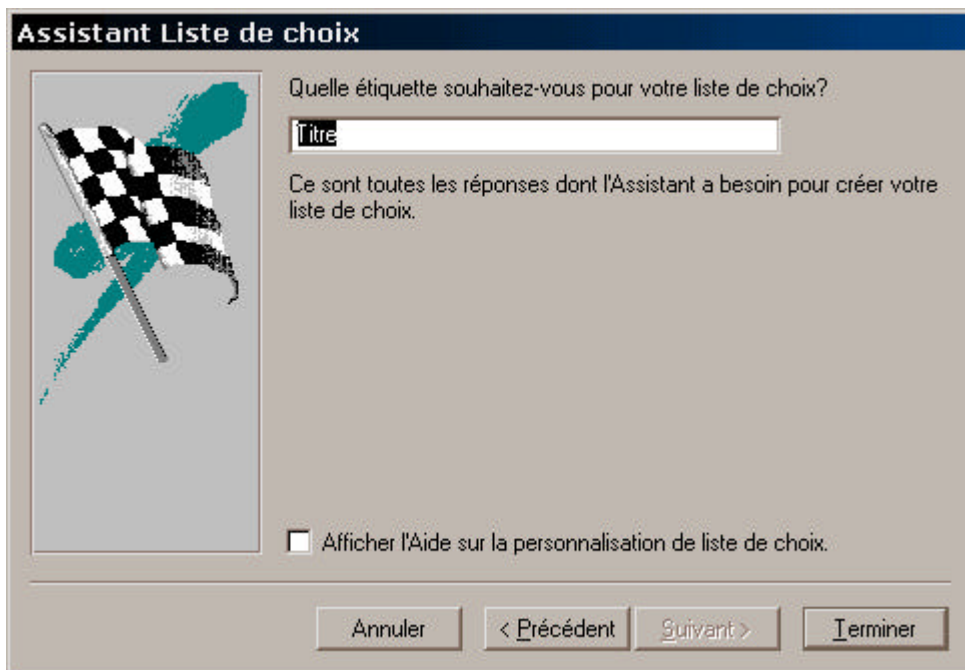 Assistant Liste de choix
Quelle étiquette souhaitez-vous pour votre liste de choix?
Titre
Ce sont toutes les réponses dont l'Assistant a besoin pour créer votre
liste de choix.
Afficher l'Aide sur la personnalisation de liste de choix.
Annuler
< Précédent
Suivant >
Terminer